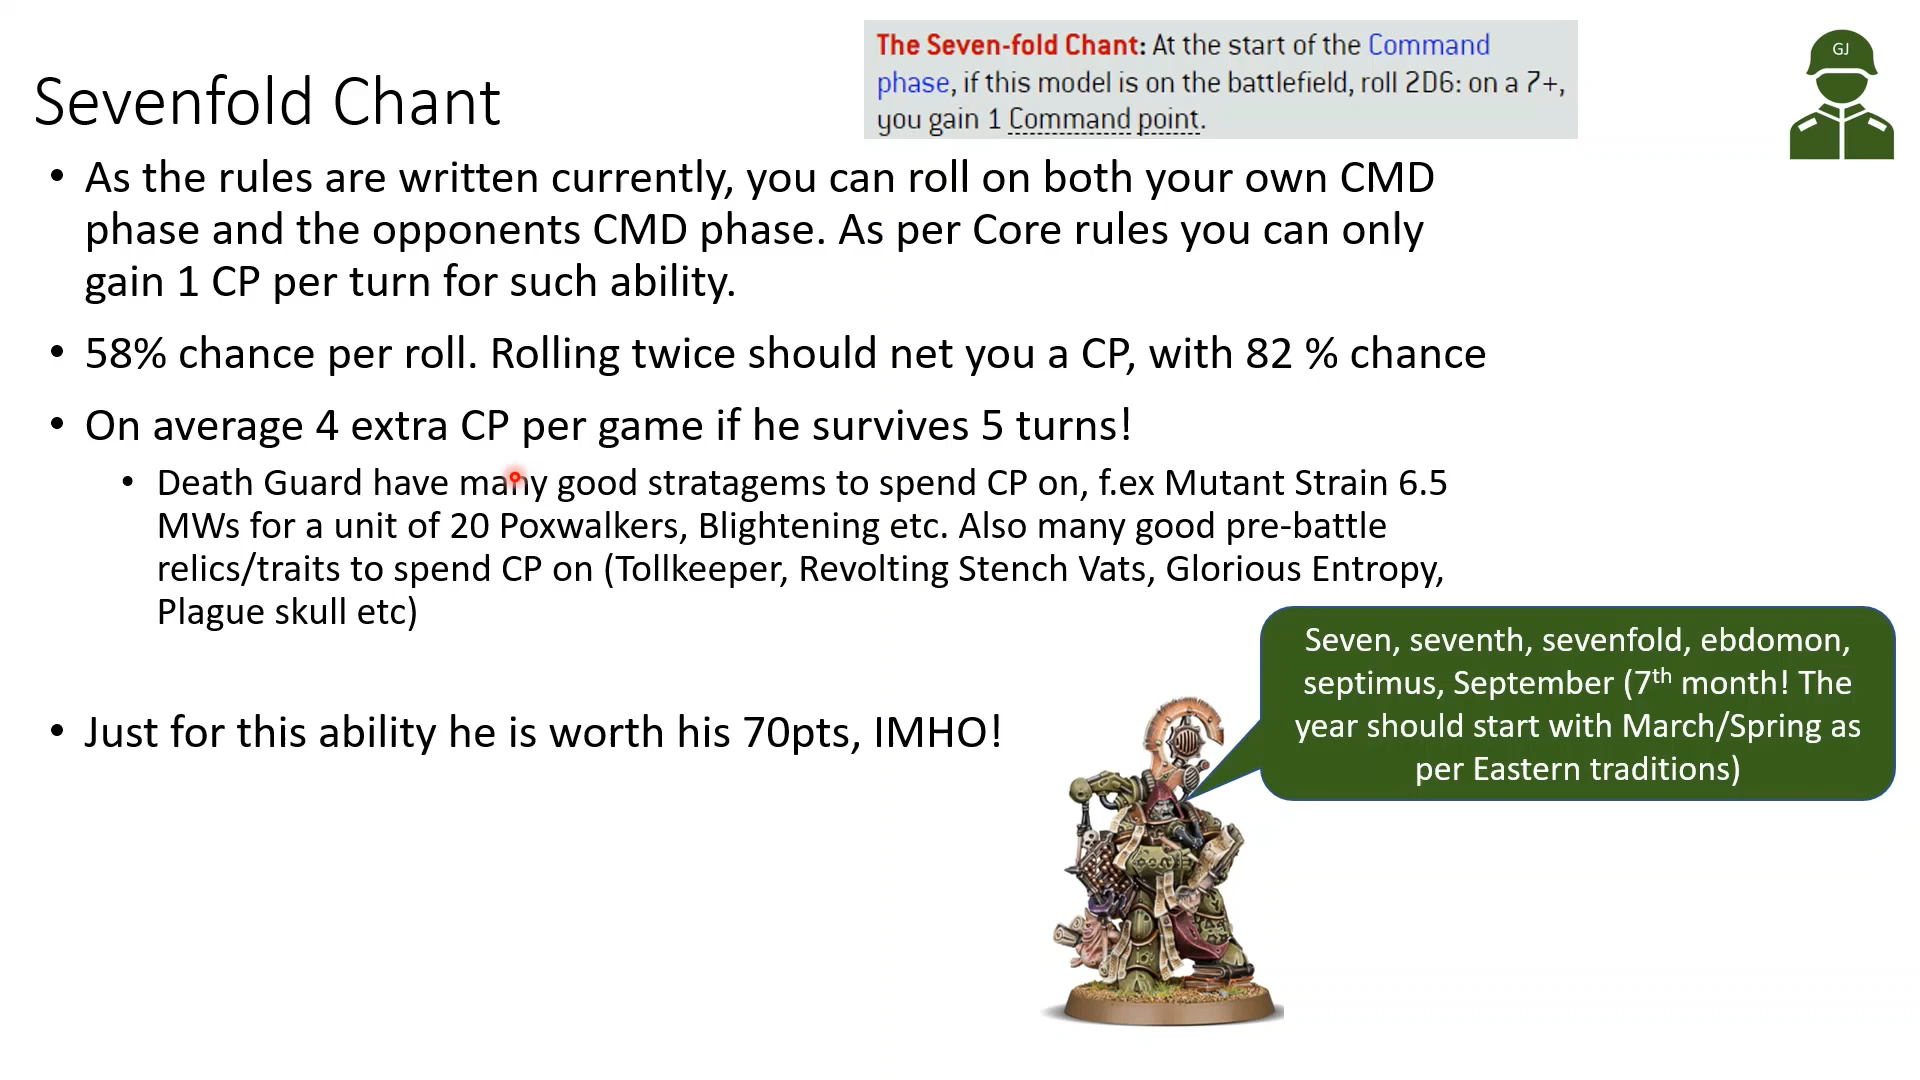 The Seven-fold Chant: At the start of the Command
phase, if this model is on the battlefield, roll 2D6: on a 7+,
you gain 1 Command point.
GJ
Sevenfold Chant
• As the rules are written currently, you can roll on both your own CMD
phase and the opponents CMD phase. As per Core rules you can only
gain 1 CP per turn for such ability.
• 58% chance per roll. Rolling twice should net you a CP, with 82 % chance
• On average 4 extra CP per game if he survives 5 turns!
• Death Guard have many good stratagems to spend CP on, f.ex Mutant Strain 6.5
MWs for a unit of 20 Poxwalkers, Blightening etc. Also many good pre-battle
relics/traits to spend CP on (Tollkeeper, Revolting Stench Vats, Glorious Entropy,
Plague skull etc)
• Just for this ability he is worth his 70pts, IMHO!
Seven, seventh, sevenfold, ebdomon,
septimus, September (7th month! The
year should start with March/Spring as
per Eastern traditions)